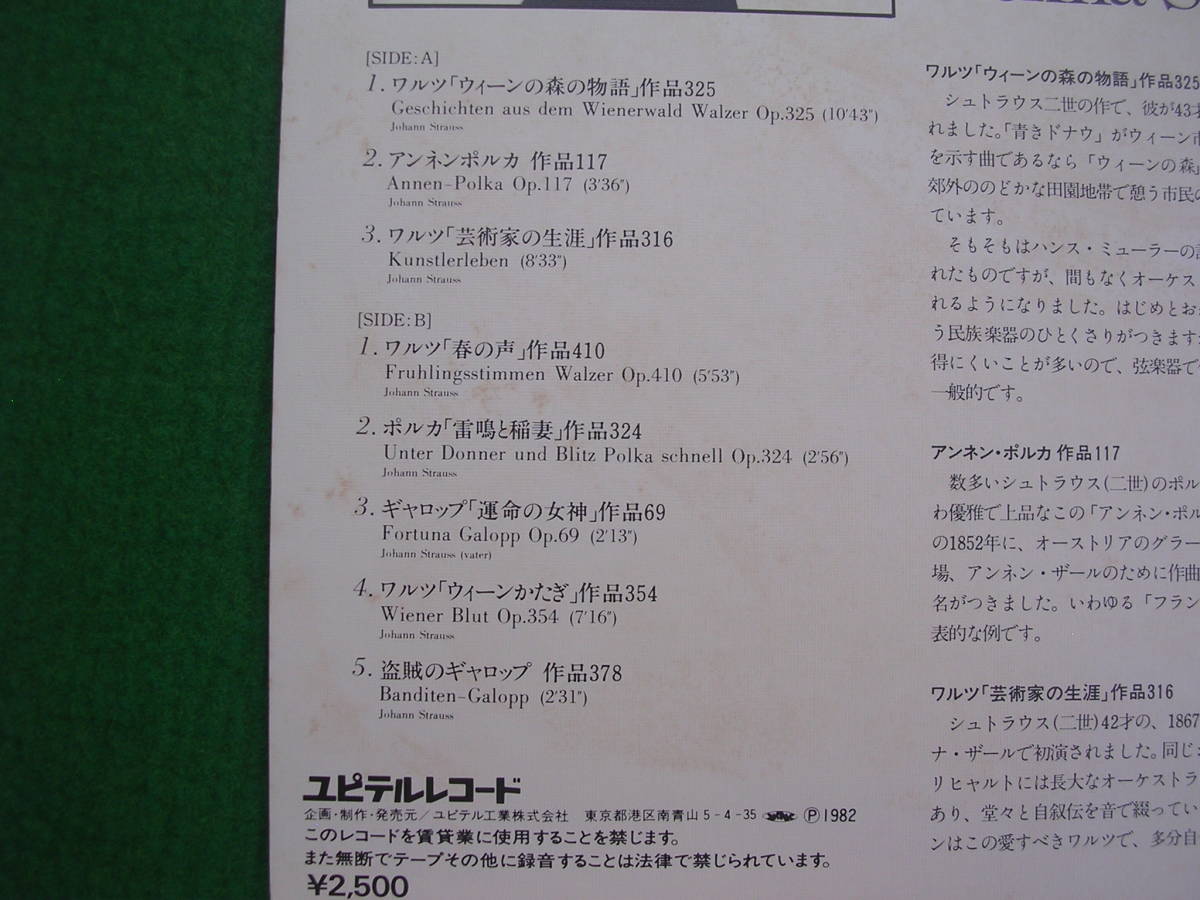 [SIDE:A]
1. ワルツ「ウィーンの森の物語」作品325
Geschichten aus dem Wienerwald Walzer Op.325 (10'43")
Johann Strauss
2. アンネンポルカ 作品117
Annen-Polka Op.117 (3'36")
Johann Strauss
3. ワルツ「芸術家の生涯」作品316
Kunstlerleben (8'33")
Johann Strauss
[SIDE:B]
1. ワルツ「春の声」作品410
Fruhlingsstimmen Walzer Op.410 (5'53")
Johann Strauss
2. ポルカ「雷鳴と稲妻」作品324
Unter Donner und Blitz Polka schnell Op.324 (2'56")
Johann Strauss
3. ギャロップ「運命の女神」作品69
Fortuna Galopp Op.69 (2'13")
Johann Strauss (vater)
4. ワルツ「ウィーンかたぎ」作品354
Wiener Blut Op.354 (7'16")
Johann Strauss
5. 盗賊のギャロップ 作品378
Banditen-Galopp (2'31")
Johann Strauss
ユピテルレコード
企画・制作・発売元/ユピテル工業株式会社 東京都港区南青山5-4-35 Ⓟ1982
このレコードを賃貸業に使用することを禁じます。
また無断でテープその他に録音することは法律で禁じられています。
¥2,500
ワルツ「ウィーンの森の物語」作品325
シュトラウス二世の作で、彼が43才
れました。「青きドナウ」がウィーン市
を示す曲であるなら「ウィーンの森」
郊外ののどかな田園地帯で憩う市民の
ています。
そもそもはハンス・ミューラーの
れたものですが、間もなくオーケス
れるようになりました。はじめとお
う民族楽器のひとくさりがつきます
得にくいことが多いので、弦楽器で
一般的です。
アンネン・ポルカ 作品117
数多いシュトラウス(二世)のポル
わ優雅で上品なこの「アンネン・ポル
の1852年に、オーストリアのグラー
場、アンネン・ザールのために作曲
名がつきました。いわゆる「フラン
表的な例です。
ワルツ「芸術家の生涯」作品316
シュトラウス(二世)42才の、1867
ナ・ザールで初演されました。同じ
リヒャルトには長大なオーケストラ
あり、堂々と自叙伝を音で綴ってい
ンはこの愛すべきワルツで、多分自